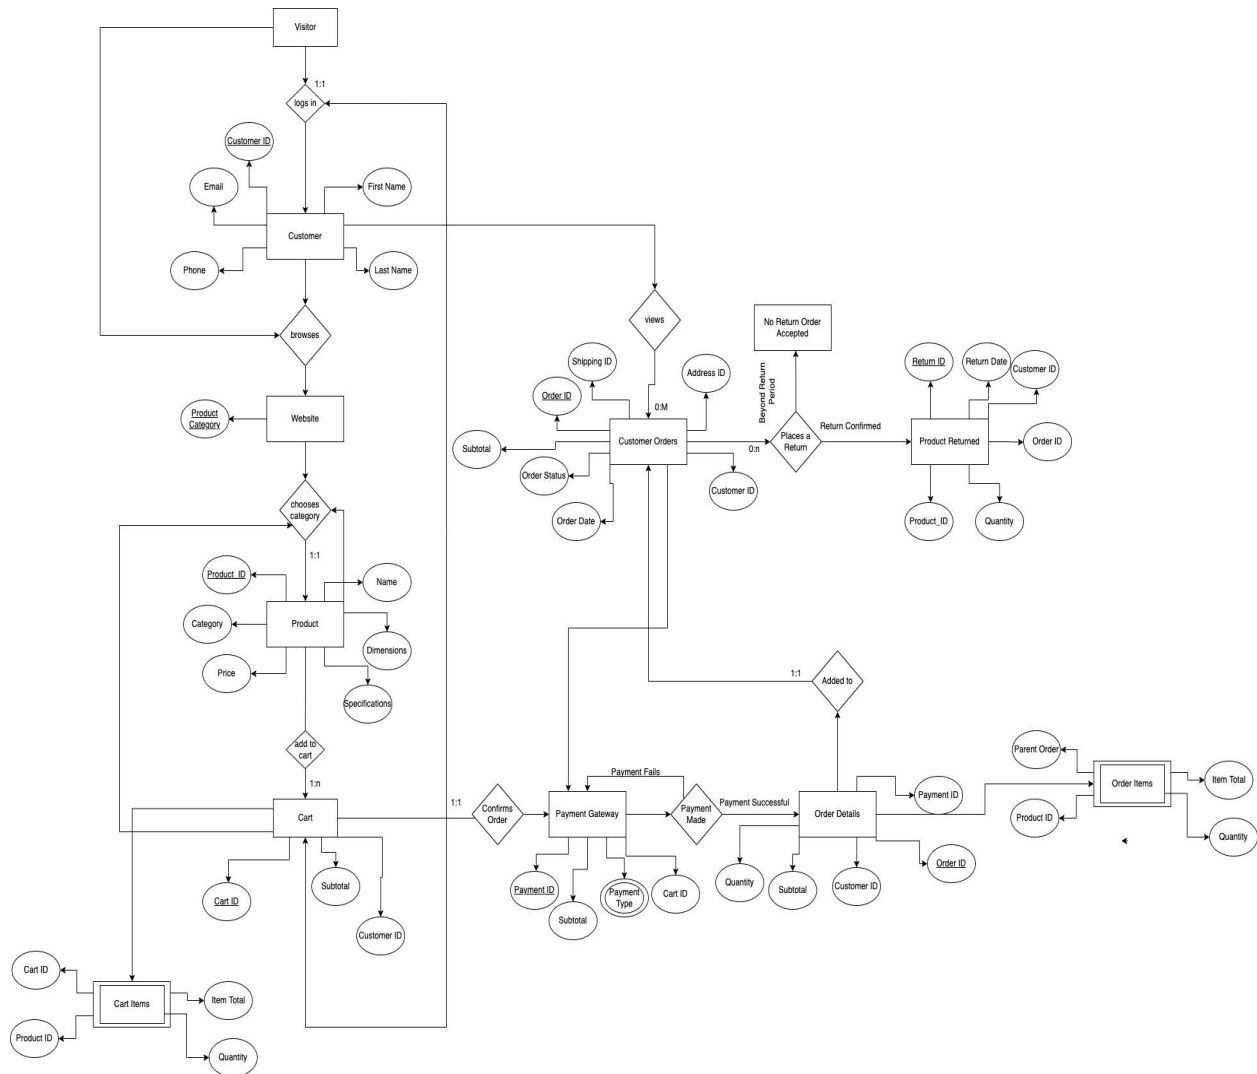 Visitor
1:1
logs in
Customer ID
Email
First Name
Customer
Phone
Last Name
browses
views
No Return Order
Accepted
Shipping ID
Address ID
Order ID
Beyond Return
Period
Return ID
Return Date
Customer ID
Product
Category
Website
0:M
Subtotal
Customer Orders
0:n
Places a
Return
Return Confirmed
Product Returned
Order ID
Order Status
Customer ID
Order Date
Product_ID
Quantity
chooses
category
1:1
Product_ID
Name
Category
Product
Dimensions
Price
Specifications
1:1
Added to
add to
cart
1:n
Payment Fails
Parent Order
Order Items
Item Total
Cart
1:1
Confirms
Order
Payment Gateway
Payment
Made
Payment Successful
Order Details
Payment ID
Product ID
Quantity
Cart ID
Subtotal
Customer ID
Payment ID
Subtotal
Payment
Type
Cart ID
Quantity
Subtotal
Customer ID
Order ID
Cart ID
Cart Items
Item Total
Product ID
Quantity